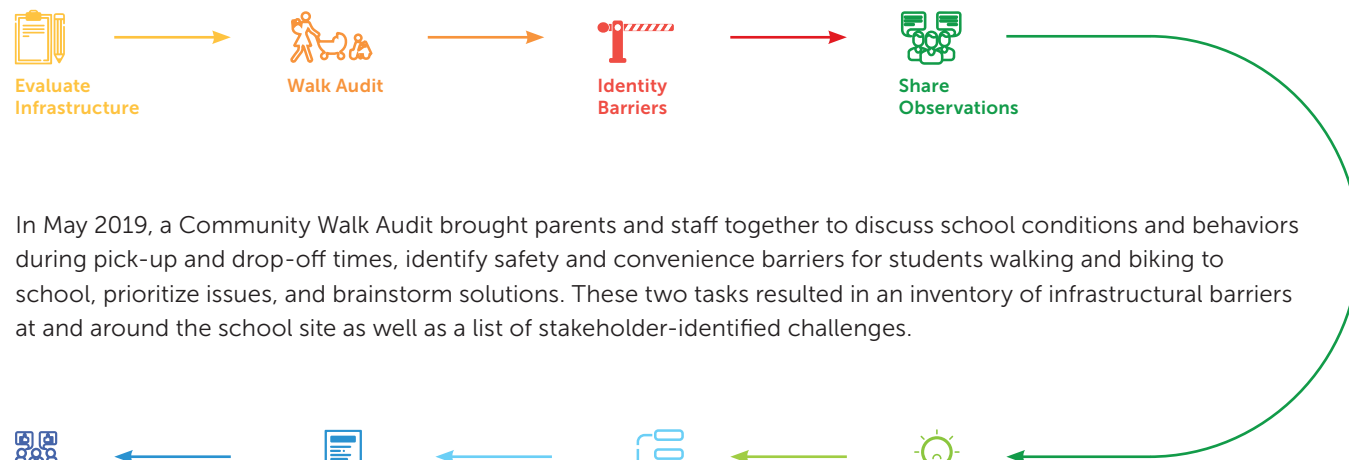 Evaluate
Infrastructure
Walk Audit
Identity
Barriers
Share
Observations
In May 2019, a Community Walk Audit brought parents and staff together to discuss school conditions and behaviors
during pick-up and drop-off times, identify safety and convenience barriers for students walking and biking to
school, prioritize issues, and brainstorm solutions. These two tasks resulted in an inventory of infrastructural barriers
at and around the school site as well as a list of stakeholder-identified challenges.